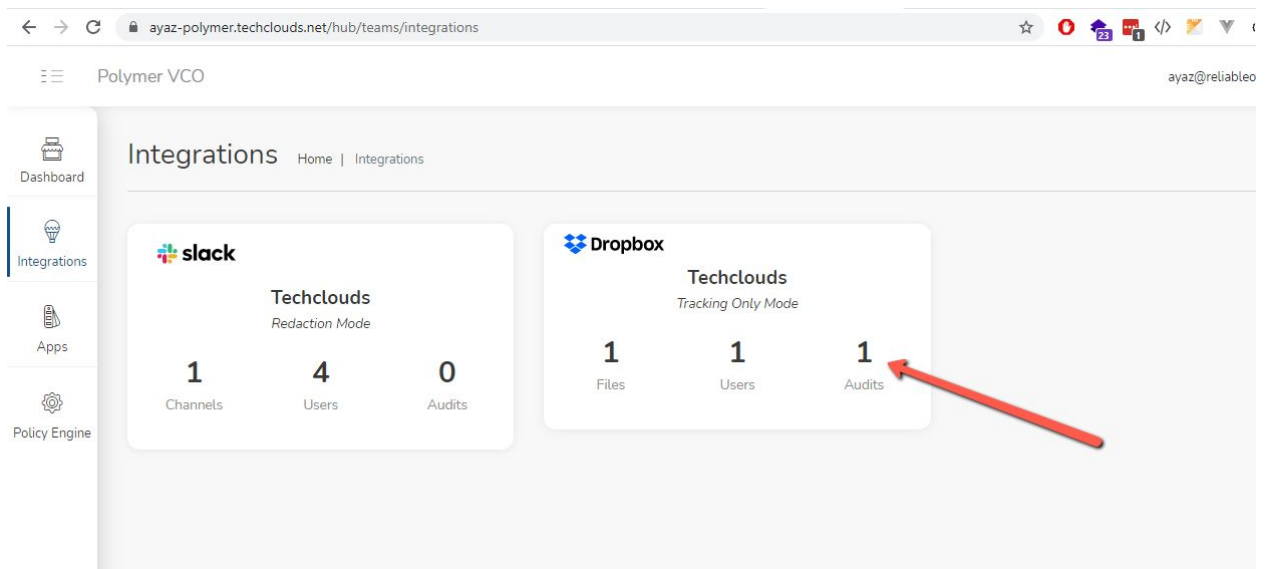 ayaz-polymer.techclouds.net/hub/teams/integrations
23
1
Polymer VCO
ayaz@reliableo
Dashboard
Integrations
Apps
Policy Engine
Integrations Home | Integrations
slack
Techclouds
Redaction Mode
1 4 0
Channels Users Audits
Dropbox
Techclouds
Tracking Only Mode
1 1 1
Files Users Audits